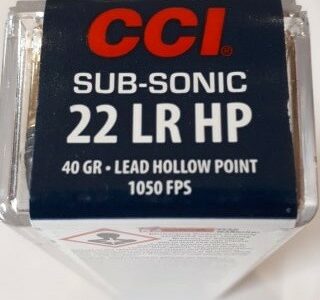 CCI®
SUB-SONIC
22 LR HP
40 GR • LEAD HOLLOW POINT
1050 FPS